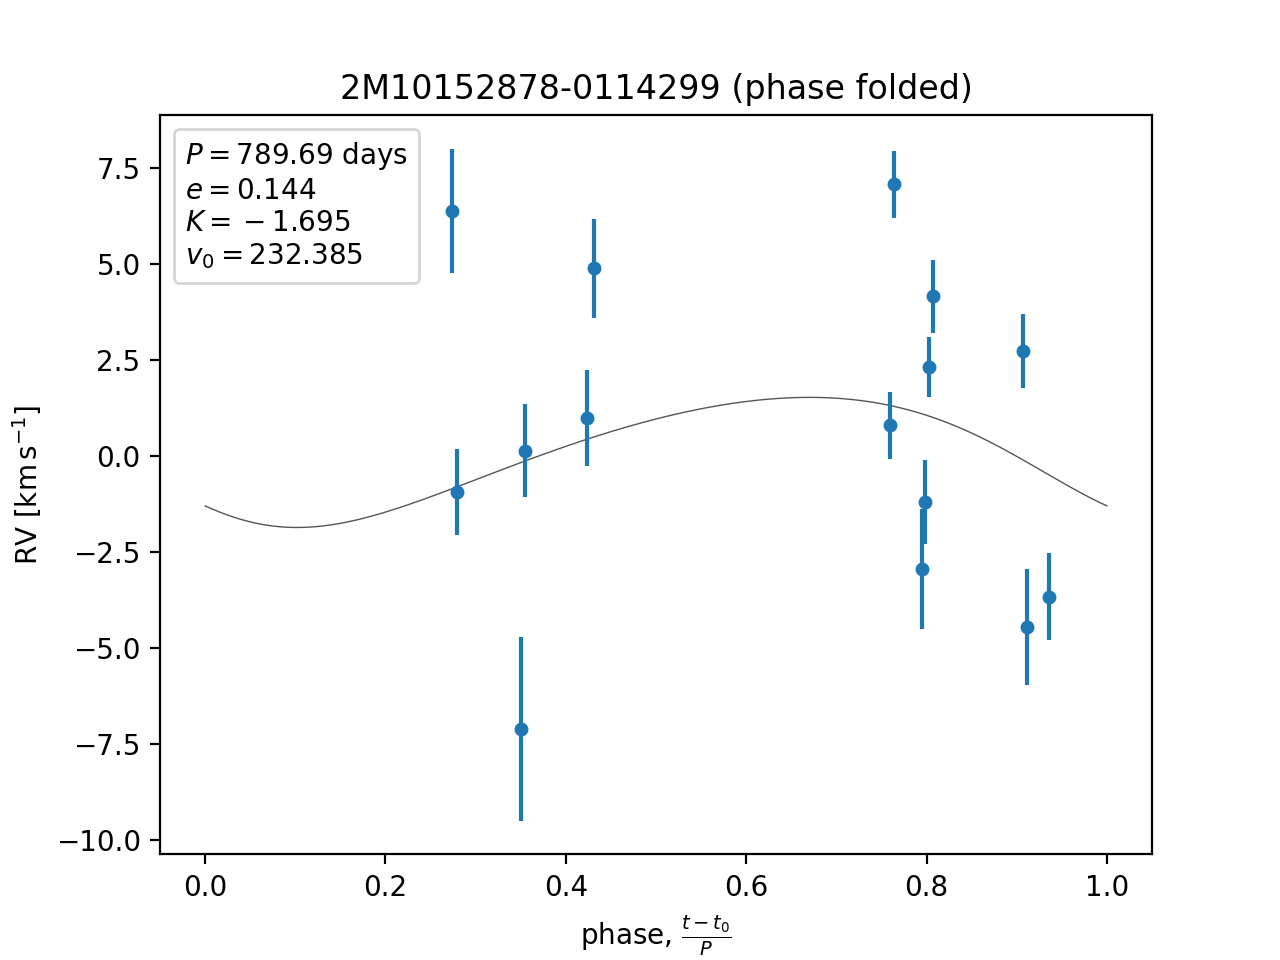 2M10152878-0114299 (phase folded)
P = 789.69 days
e = 0.144
K = −1.695
v₀ = 232.385
7.5
5.0
2.5
0.0
−2.5
−5.0
−7.5
−10.0
RV [km s⁻¹]
0.0 0.2 0.4 0.6 0.8 1.0
phase, (t − t₀)/P